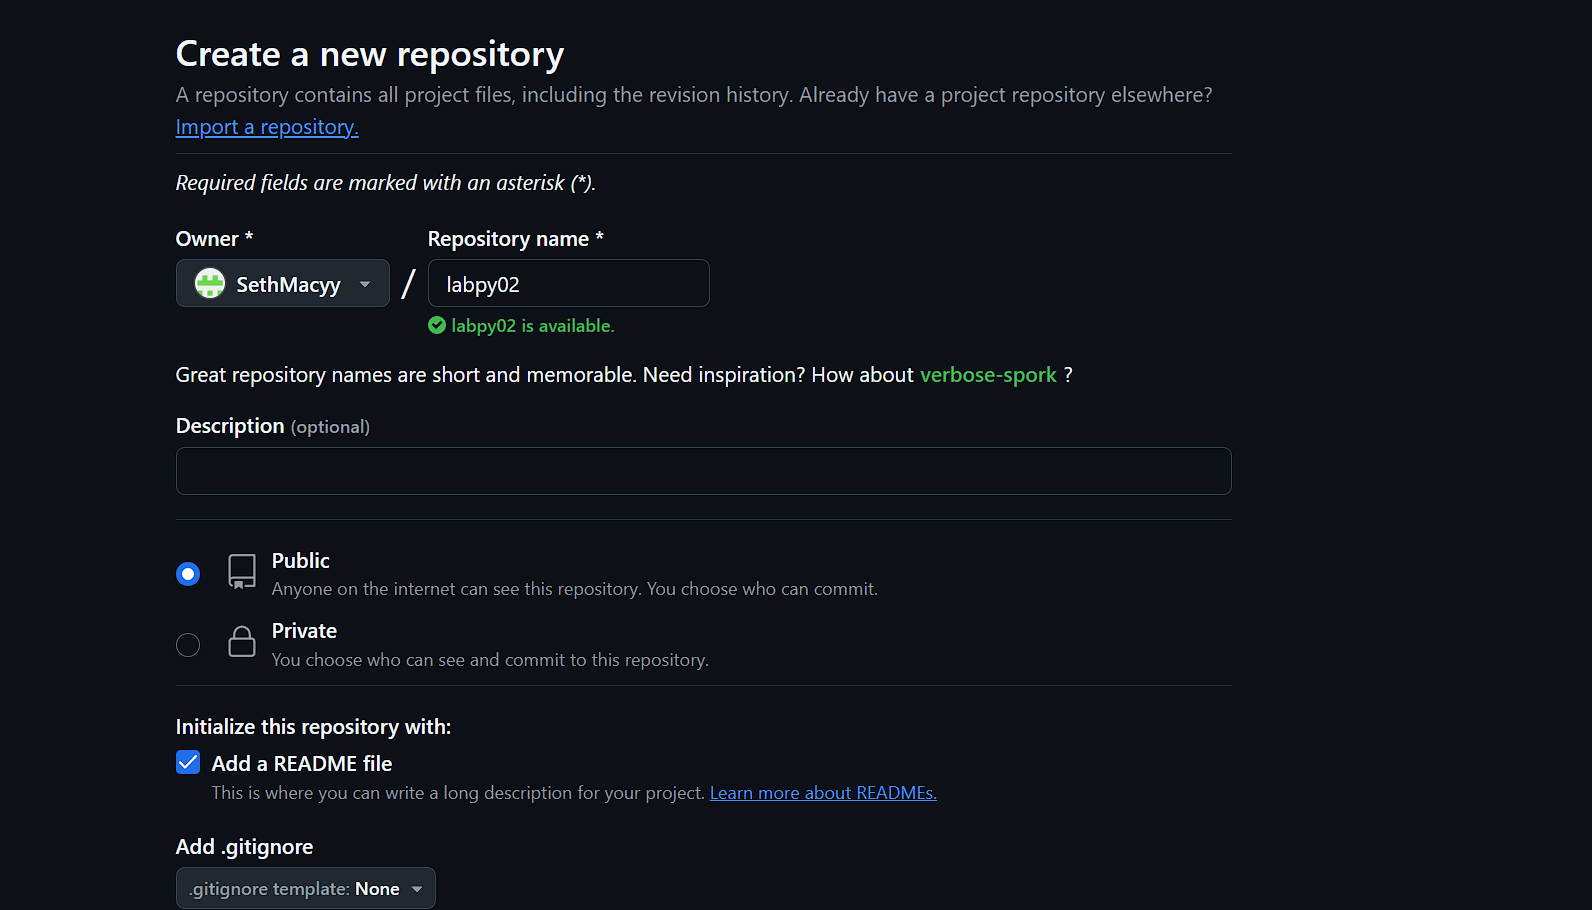 Create a new repository
A repository contains all project files, including the revision history. Already have a project repository elsewhere?
Import a repository.
Required fields are marked with an asterisk (*).
Owner * Repository name *
SethMacyy / labpy02
labpy02 is available.
Great repository names are short and memorable. Need inspiration? How about verbose-spork ?
Description (optional)
Public
Anyone on the internet can see this repository. You choose who can commit.
Private
You choose who can see and commit to this repository.
Initialize this repository with:
Add a README file
This is where you can write a long description for your project. Learn more about READMEs.
Add .gitignore
.gitignore template: None